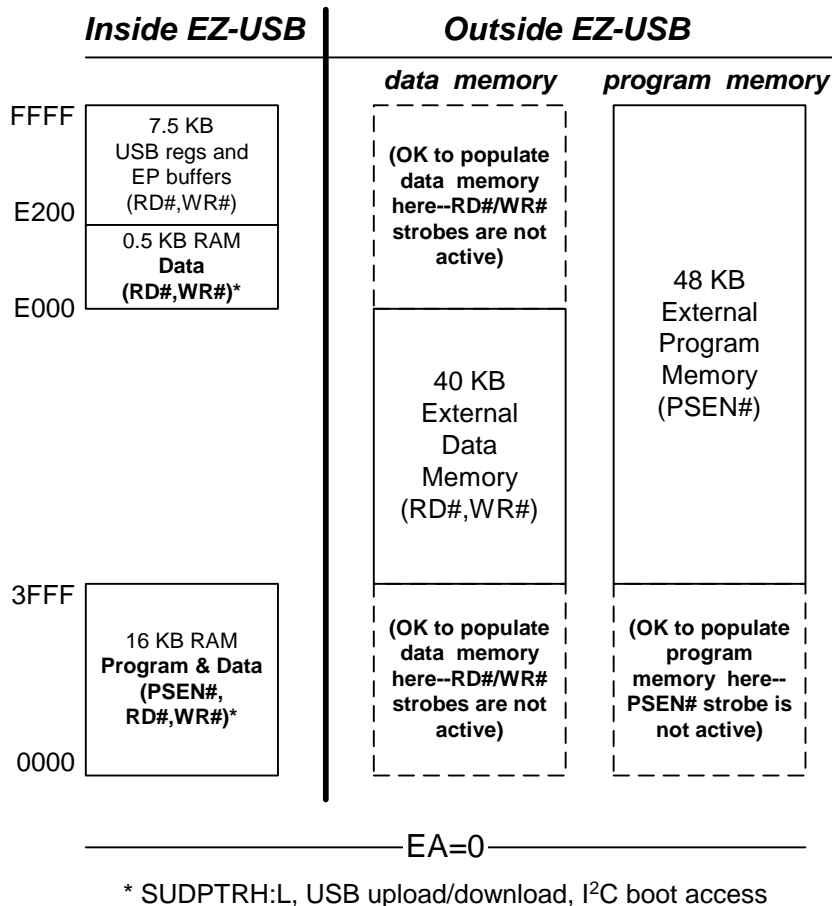 Inside EZ-USB
Outside EZ-USB
data memory
program memory
FFFF
7.5 KB
USB regs and
EP buffers
(RD#,WR#)
E200
0.5 KB RAM
Data
(RD#,WR#)*
E000
(OK to populate
data memory
here--RD#/WR#
strobes are not
active)
40 KB
External
Data
Memory
(RD#,WR#)
48 KB
External
Program
Memory
(PSEN#)
3FFF
16 KB RAM
Program & Data
(PSEN#,
RD#,WR#)*
0000
(OK to populate
data memory
here--RD#/WR#
strobes are not
active)
(OK to populate
program
memory here--
PSEN# strobe is
not active)
EA=0
* SUDPTRH:L, USB upload/download, I²C boot access